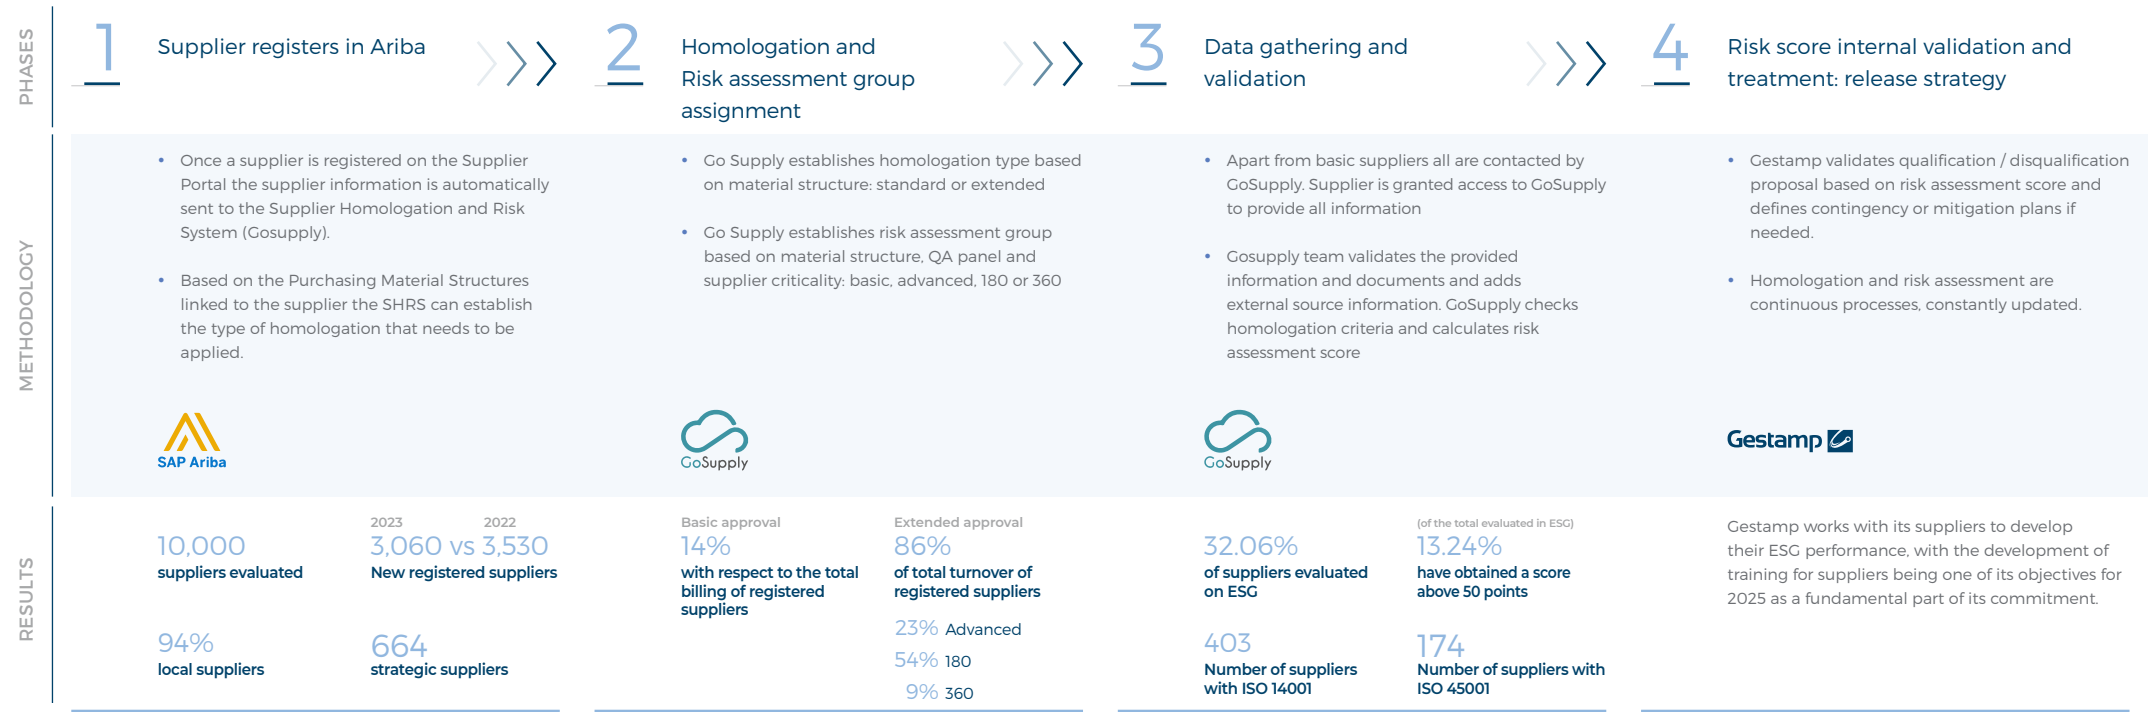 PHASES
1
Supplier registers in Ariba
2
Homologation and
Risk assessment group
assignment
3
Data gathering and
validation
4
Risk score internal validation and
treatment: release strategy
METHODOLOGY
• Once a supplier is registered on the Supplier
Portal the supplier information is automatically
sent to the Supplier Homologation and Risk
System (Gosupply).
• Based on the Purchasing Material Structures
linked to the supplier the SHRS can establish
the type of homologation that needs to be
applied.
SAP Ariba
• Go Supply establishes homologation type based
on material structure: standard or extended
• Go Supply establishes risk assessment group
based on material structure, QA panel and
supplier criticality: basic, advanced, 180 or 360
GoSupply
• Apart from basic suppliers all are contacted by
GoSupply. Supplier is granted access to GoSupply
to provide all information
• Gosupply team validates the provided
information and documents and adds
external source information. GoSupply checks
homologation criteria and calculates risk
assessment score
GoSupply
• Gestamp validates qualification / disqualification
proposal based on risk assessment score and
defines contingency or mitigation plans if
needed.
• Homologation and risk assessment are
continuous processes, constantly updated.
Gestamp
RESULTS
10,000
suppliers evaluated
2023 2022
3,060 vs 3,530
New registered suppliers
94%
local suppliers
664
strategic suppliers
Basic approval
14%
with respect to the total
billing of registered
suppliers
Extended approval
86%
of total turnover of
registered suppliers
23% Advanced
54% 180
9% 360
32.06%
of suppliers evaluated
on ESG
(of the total evaluated in ESG)
13.24%
have obtained a score
above 50 points
403
Number of suppliers
with ISO 14001
174
Number of suppliers with
ISO 45001
Gestamp works with its suppliers to develop
their ESG performance, with the development of
training for suppliers being one of its objectives for
2025 as a fundamental part of its commitment.